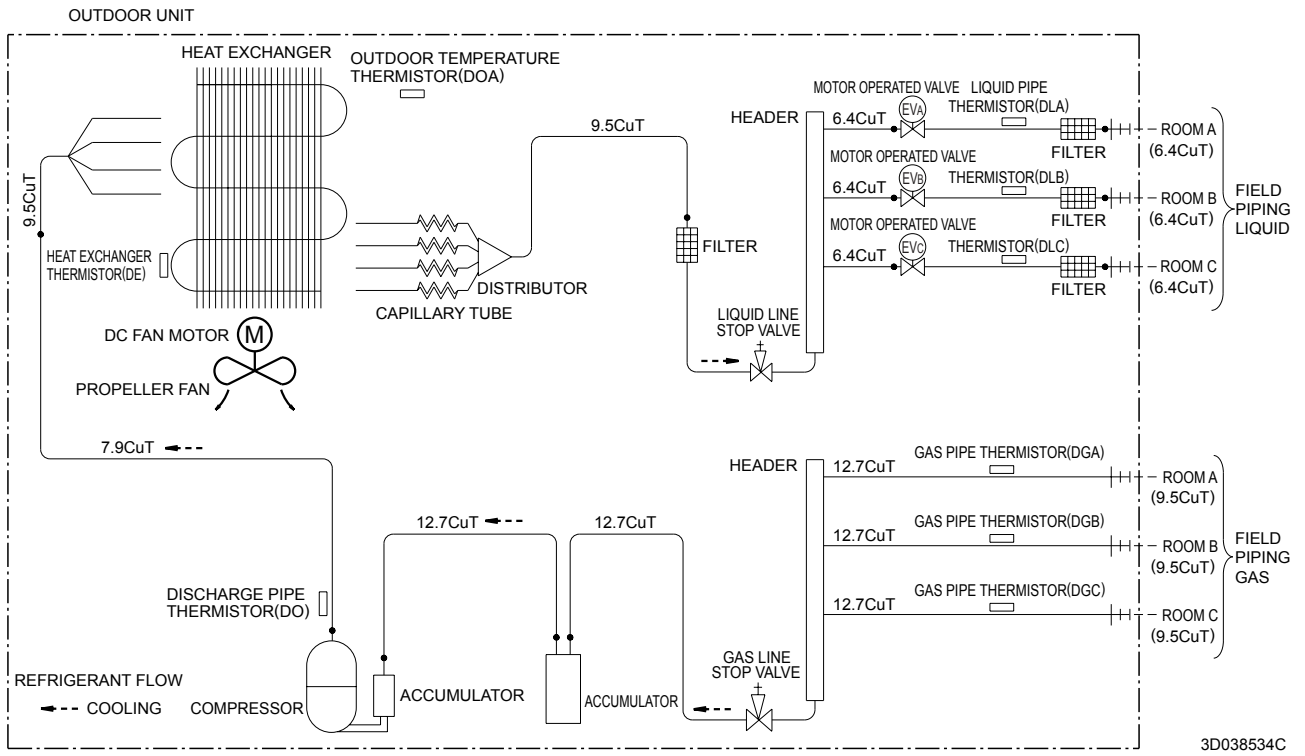 OUTDOOR UNIT
HEAT EXCHANGER
OUTDOOR TEMPERATURE
THERMISTOR(DOA)
9.5CuT
9.5CuT
HEAT EXCHANGER
THERMISTOR(DE)
CAPILLARY TUBE
DISTRIBUTOR
FILTER
LIQUID LINE
STOP VALVE
DC FAN MOTOR
M
PROPELLER FAN
HEADER
MOTOR OPERATED VALVE
LIQUID PIPE
THERMISTOR(DLA)
6.4CuT
EVA
FILTER
ROOM A
(6.4CuT)
MOTOR OPERATED VALVE
6.4CuT
EVB
THERMISTOR(DLB)
FILTER
ROOM B
(6.4CuT)
MOTOR OPERATED VALVE
6.4CuT
EVC
THERMISTOR(DLC)
FILTER
ROOM C
(6.4CuT)
FIELD
PIPING
LIQUID
7.9CuT
12.7CuT
12.7CuT
HEADER
GAS PIPE THERMISTOR(DGA)
12.7CuT
ROOM A
(9.5CuT)
GAS PIPE THERMISTOR(DGB)
12.7CuT
ROOM B
(9.5CuT)
GAS PIPE THERMISTOR(DGC)
12.7CuT
ROOM C
(9.5CuT)
FIELD
PIPING
GAS
DISCHARGE PIPE
THERMISTOR(DO)
GAS LINE
STOP VALVE
REFRIGERANT FLOW
COOLING
COMPRESSOR
ACCUMULATOR
ACCUMULATOR
3D038534C